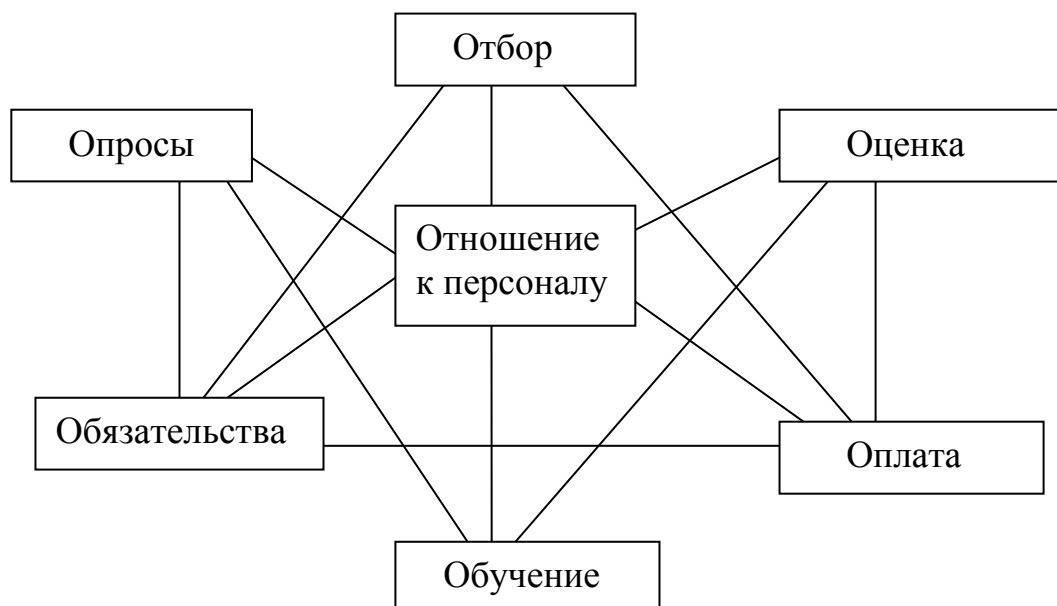 Отбор
Опросы
Оценка
Отношение
к персоналу
Обязательства
Оплата
Обучение